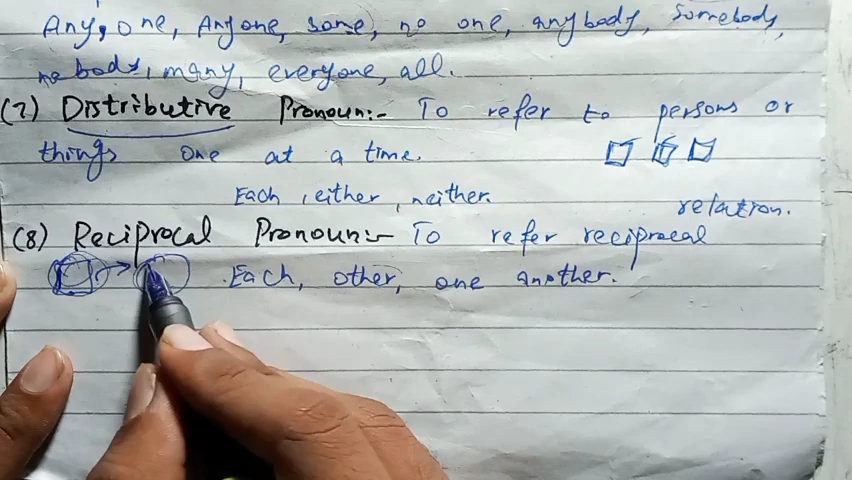 Any, one, Anyone, some, no one, anybody, Somebody,
nobody, many, everyone, all.
(7) Distributive Pronoun:- To refer to persons or
things one at a time.
Each, either, neither.
relation.
(8) Reciprocal Pronoun:- To refer reciprocal
Each, other, one another.